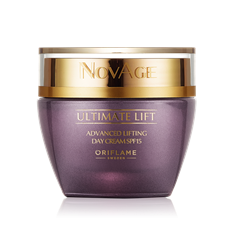 NOVAGE
ULTIMATE LIFT
ADVANCED LIFTING
DAY CREAM SPF15
ORIFLAME
SWEDEN